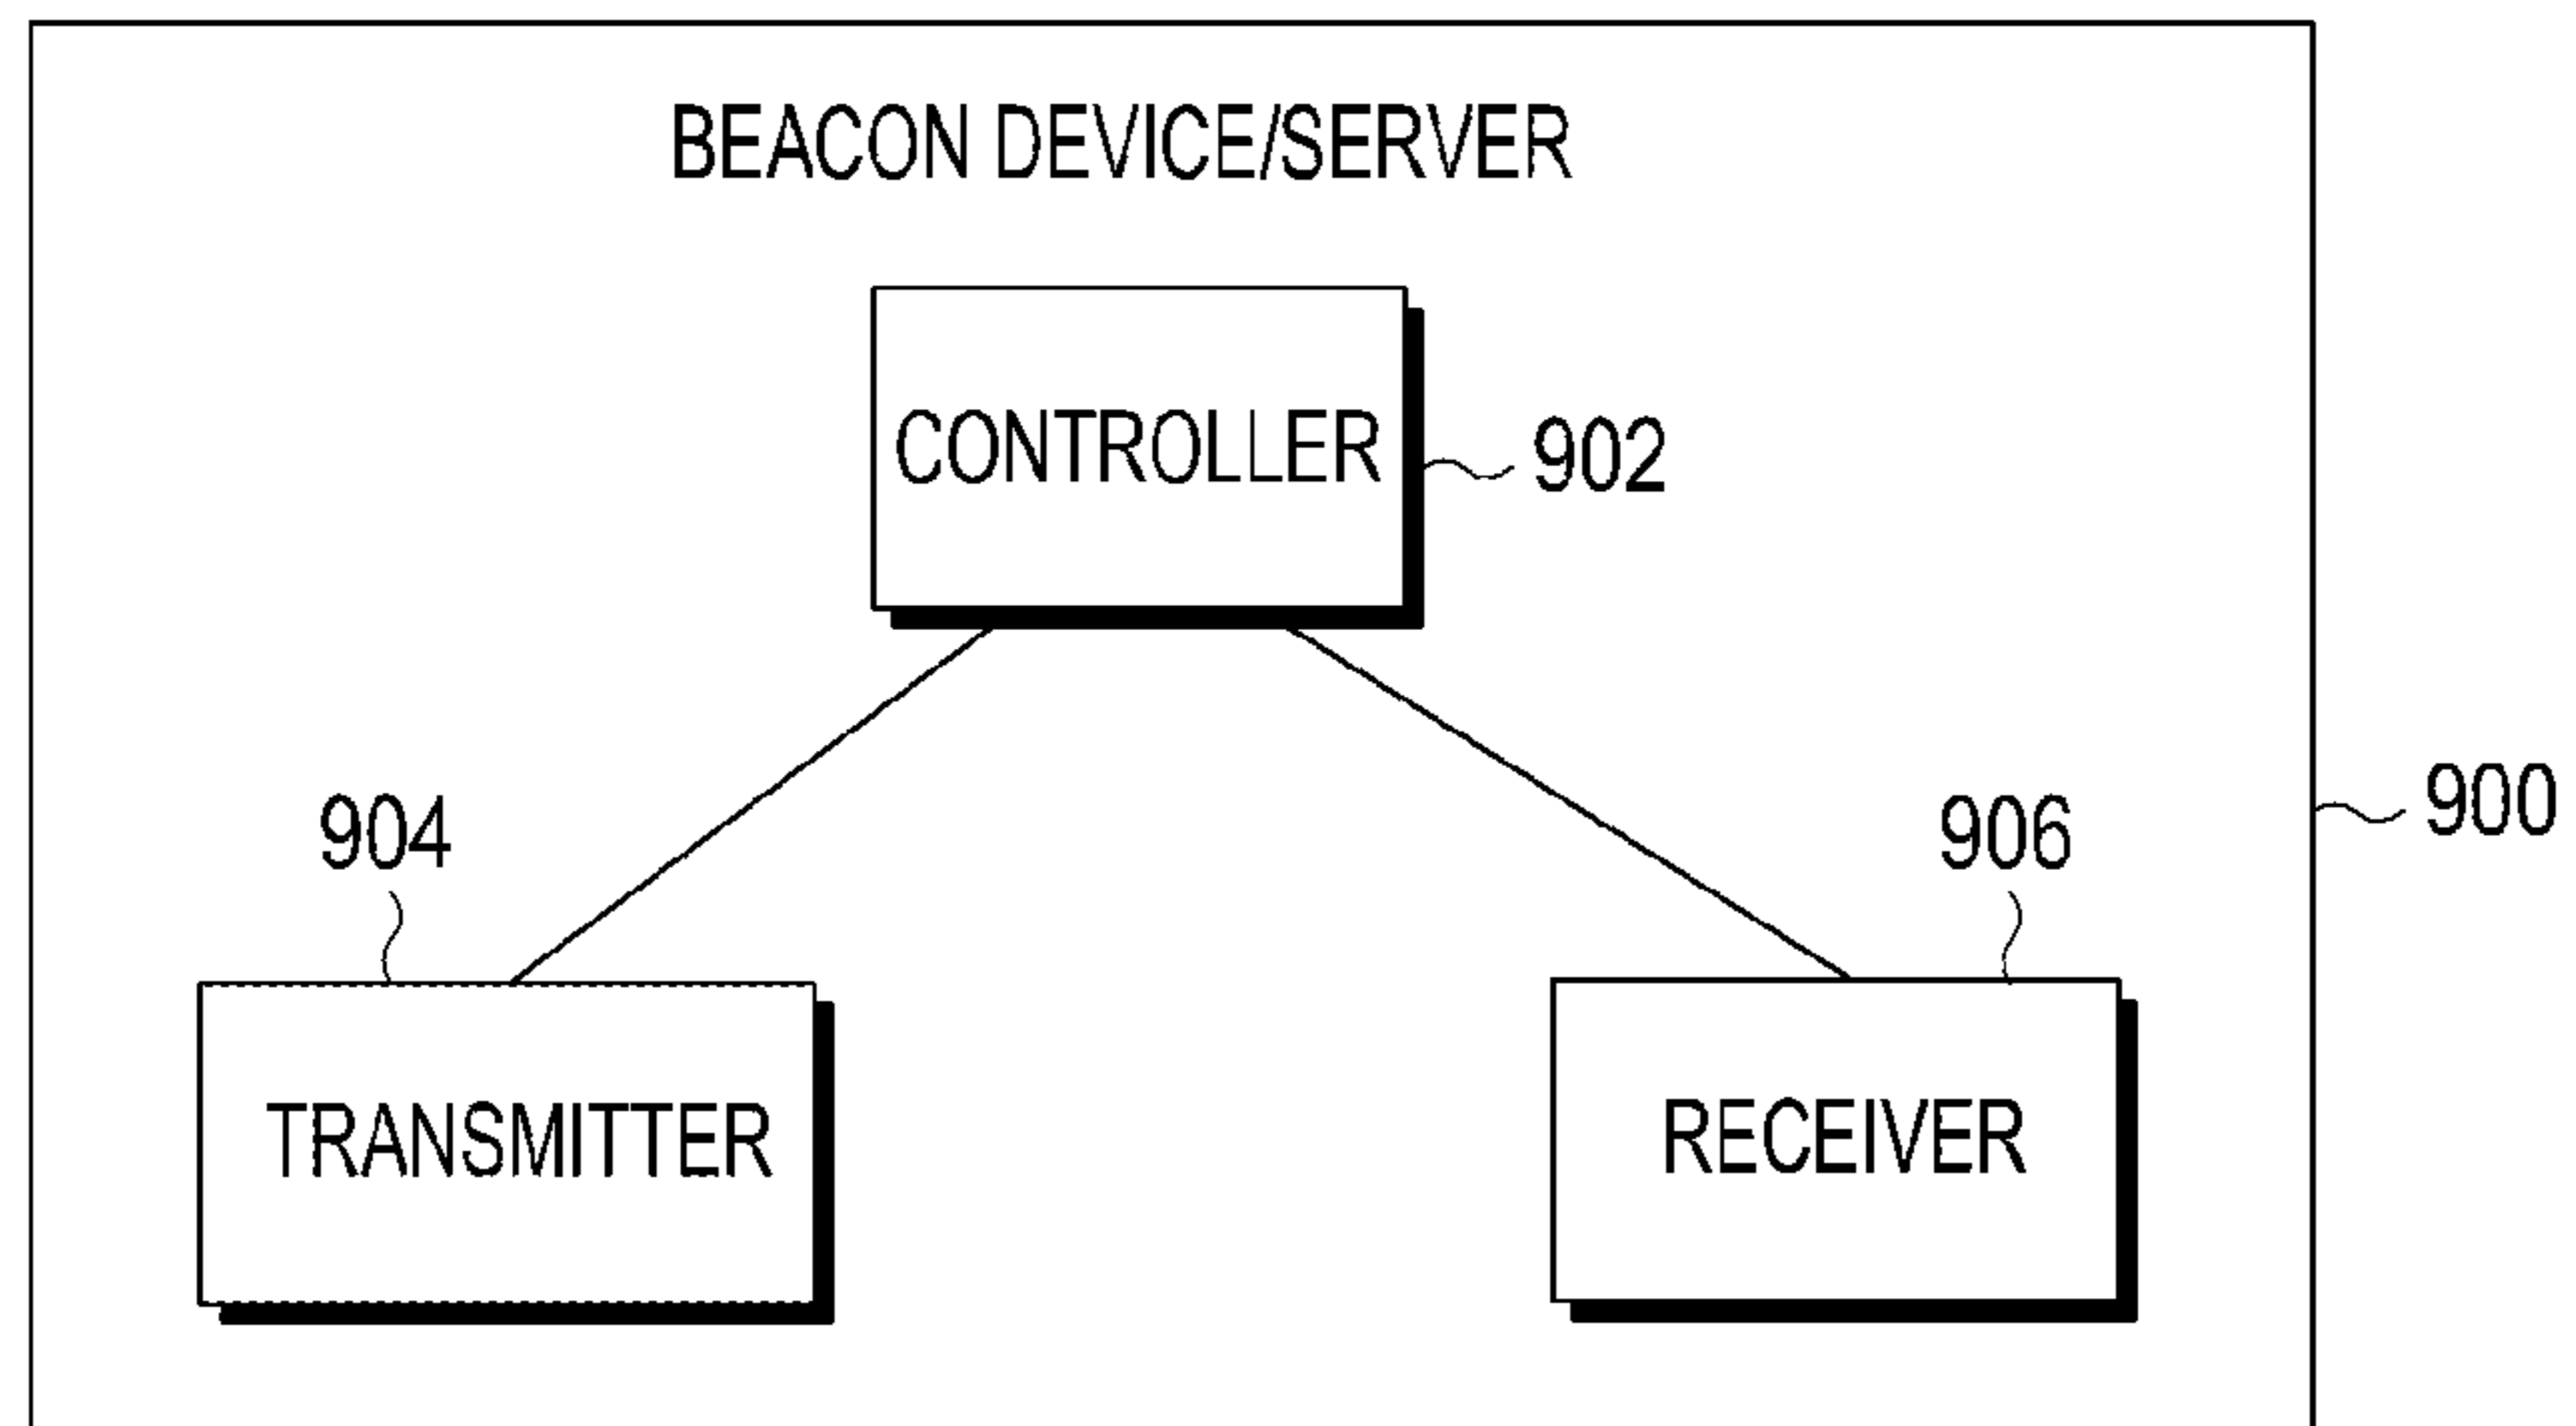 BEACON DEVICE/SERVER
CONTROLLER
902
900
904
906
TRANSMITTER
RECEIVER